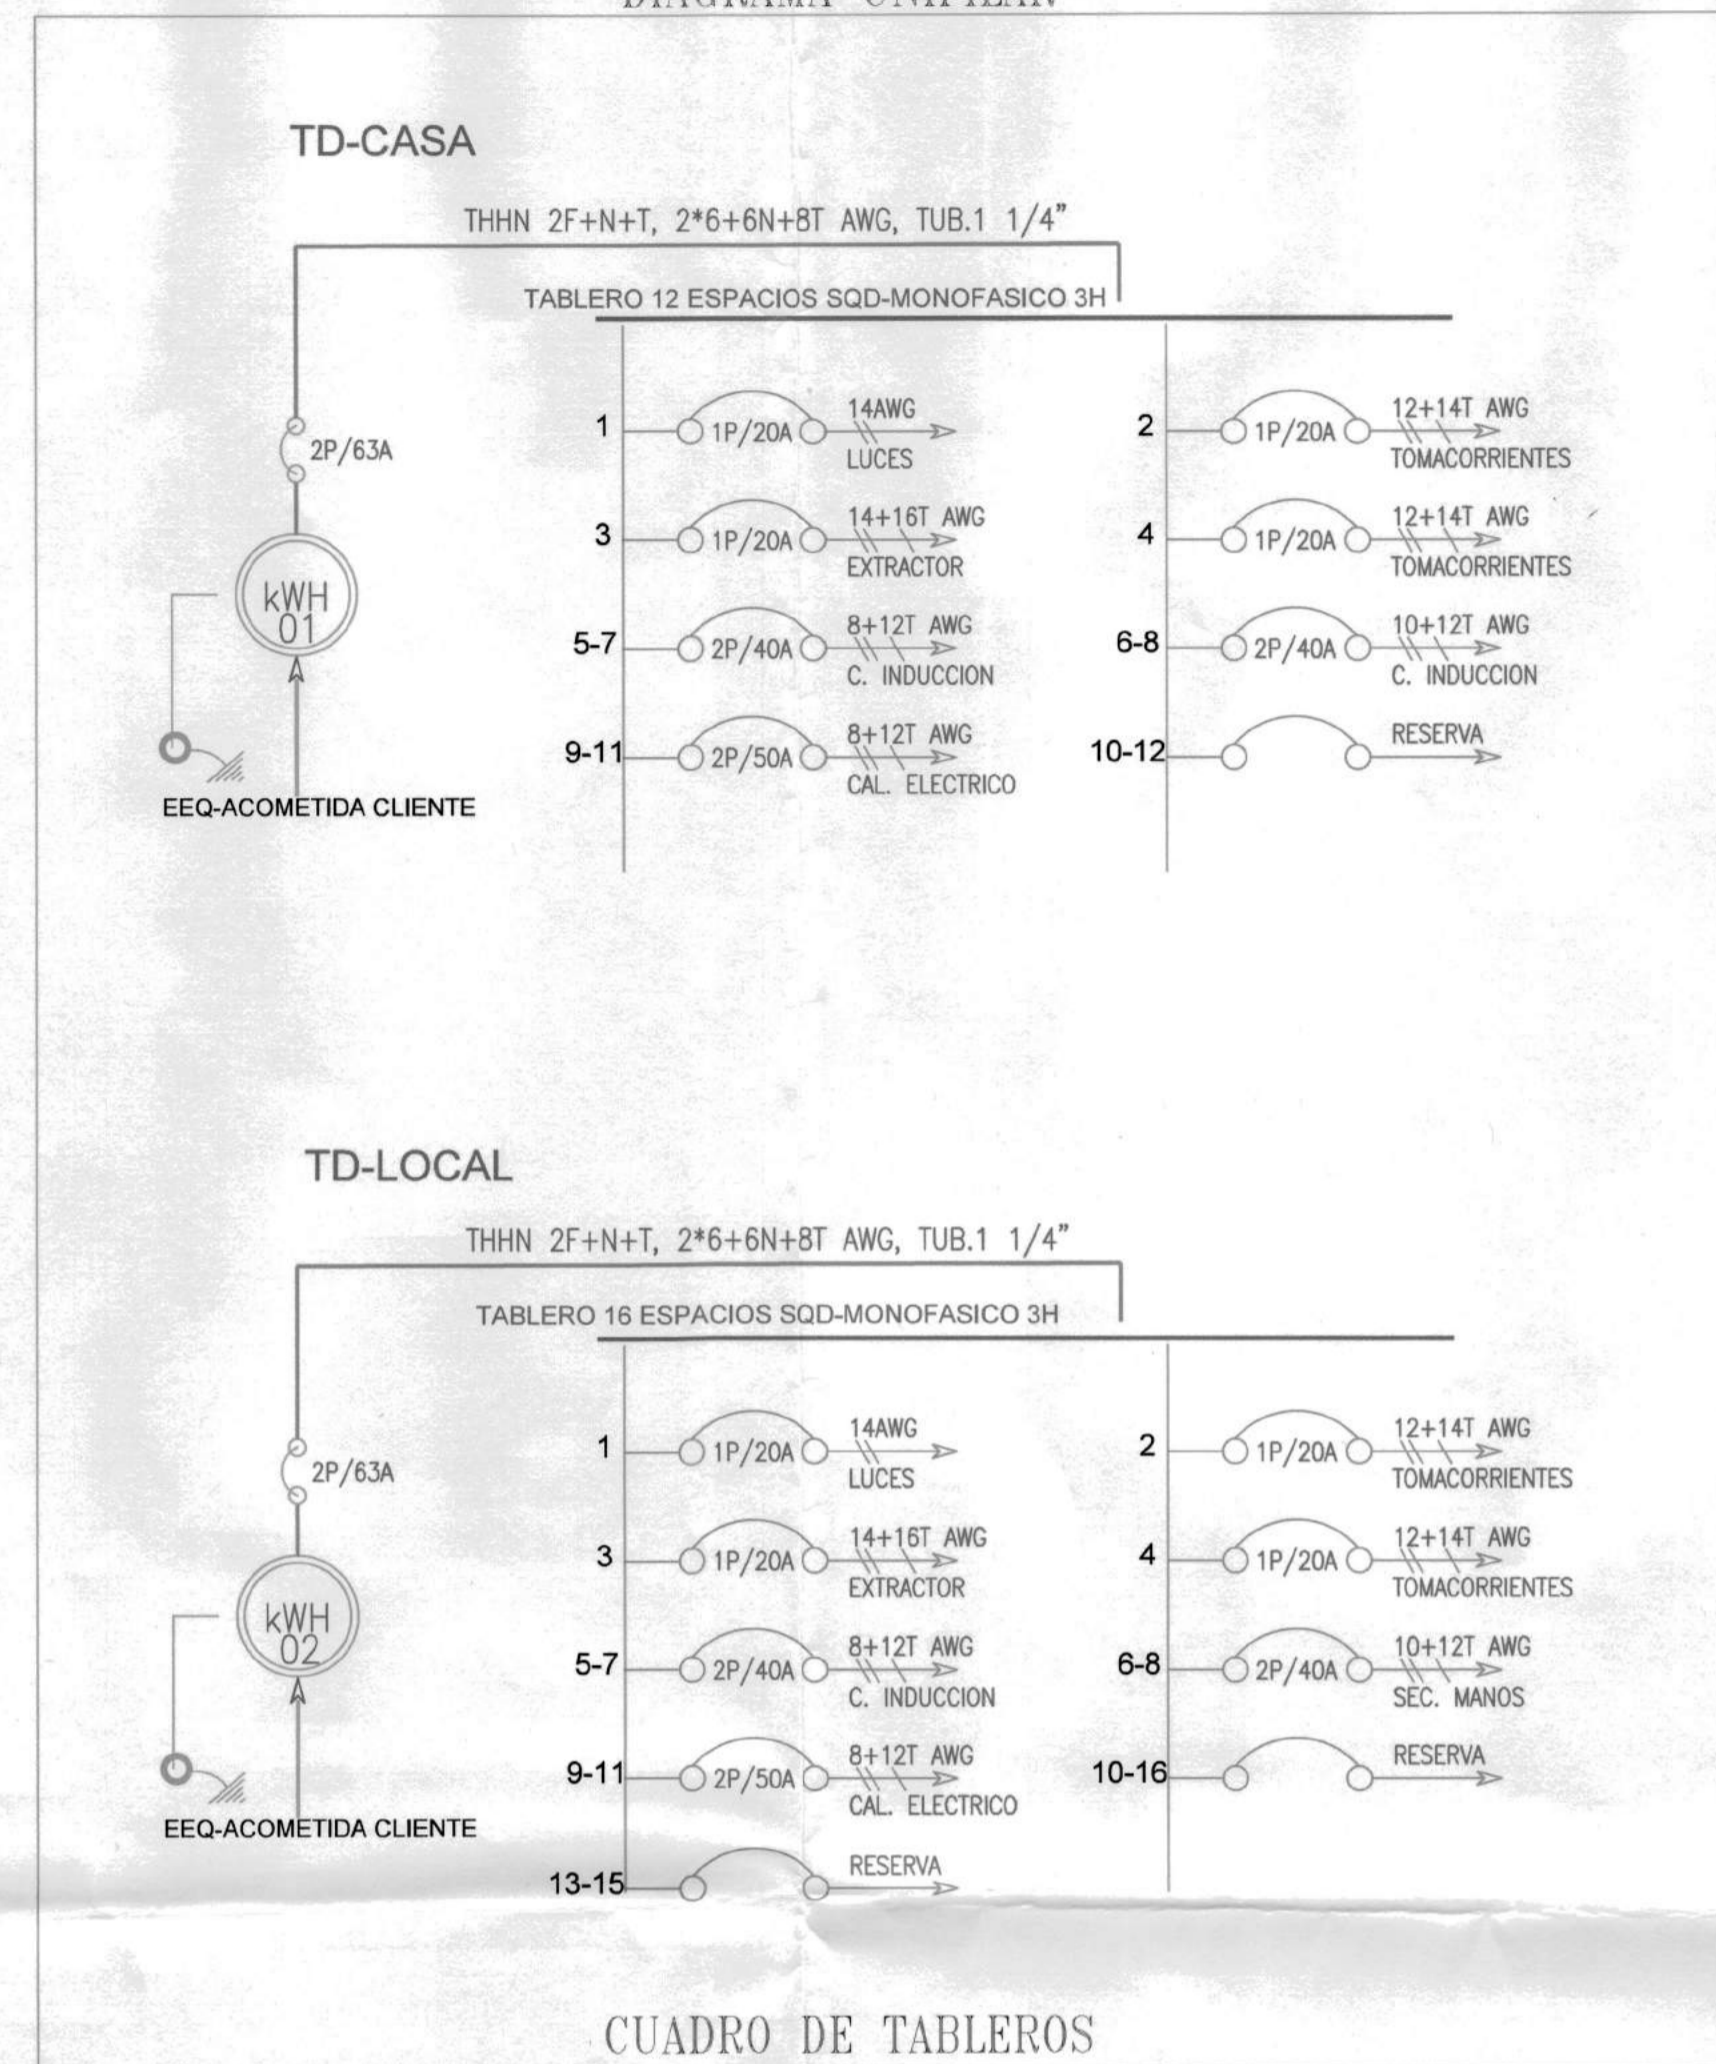 DIAGRAMA UNIFILAR
TD-CASA
THHN 2F+N+T, 2*6+6N+8T AWG, TUB.1 1/4"
TABLERO 12 ESPACIOS SQD-MONOFASICO 3H
2P/63A
kWH
01
EEQ-ACOMETIDA CLIENTE
1 1P/20A 14AWG
LUCES
3 1P/20A 14+16T AWG
EXTRACTOR
5-7 2P/40A 8+12T AWG
C. INDUCCION
9-11 2P/50A 8+12T AWG
CAL. ELECTRICO
2 1P/20A 12+14T AWG
TOMACORRIENTES
4 1P/20A 12+14T AWG
TOMACORRIENTES
6-8 2P/40A 10+12T AWG
C. INDUCCION
10-12 RESERVA
TD-LOCAL
THHN 2F+N+T, 2*6+6N+8T AWG, TUB.1 1/4"
TABLERO 16 ESPACIOS SQD-MONOFASICO 3H
2P/63A
kWH
02
EEQ-ACOMETIDA CLIENTE
1 1P/20A 14AWG
LUCES
3 1P/20A 14+16T AWG
EXTRACTOR
5-7 2P/40A 8+12T AWG
C. INDUCCION
9-11 2P/50A 8+12T AWG
CAL. ELECTRICO
13-15 RESERVA
2 1P/20A 12+14T AWG
TOMACORRIENTES
4 1P/20A 12+14T AWG
TOMACORRIENTES
6-8 2P/40A 10+12T AWG
SEC. MANOS
10-16 RESERVA
CUADRO DE TABLEROS